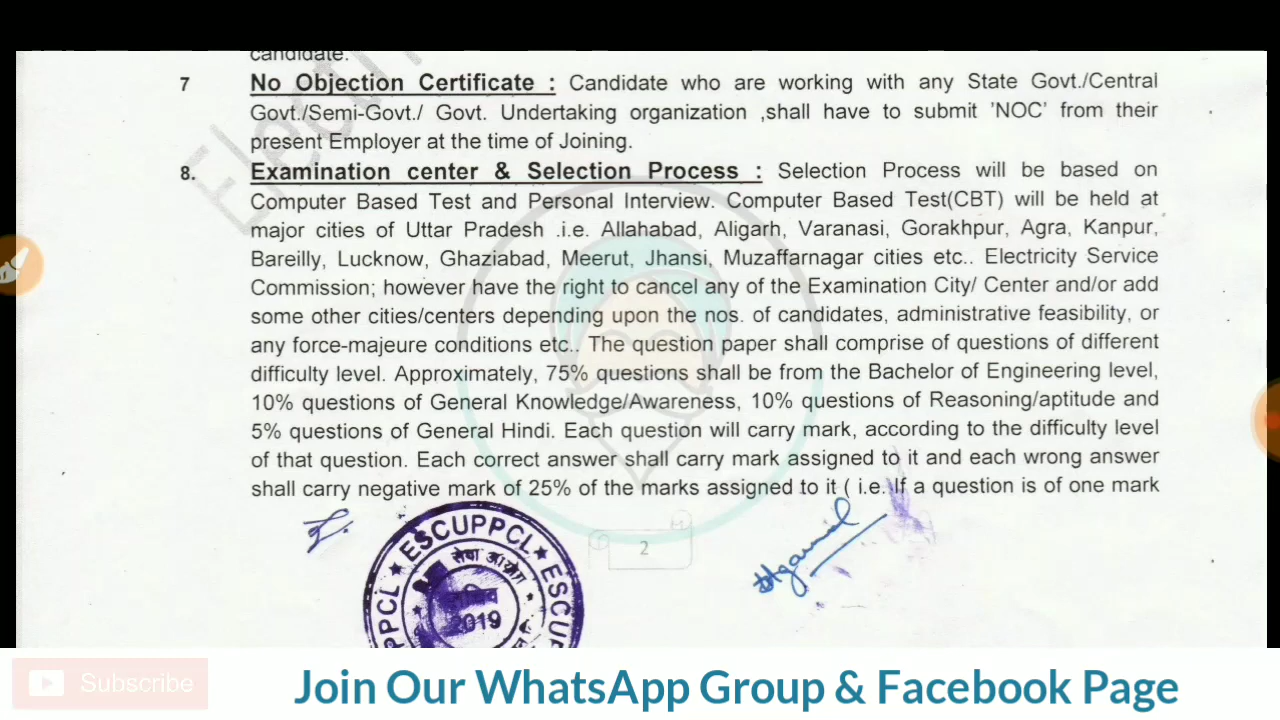 candidate.
7 No Objection Certificate : Candidate who are working with any State Govt./Central
Govt./Semi-Govt./ Govt. Undertaking organization ,shall have to submit 'NOC' from their
present Employer at the time of Joining.
8. Examination center & Selection Process : Selection Process will be based on
Computer Based Test and Personal Interview. Computer Based Test(CBT) will be held at
major cities of Uttar Pradesh .i.e. Allahabad, Aligarh, Varanasi, Gorakhpur, Agra, Kanpur,
Bareilly, Lucknow, Ghaziabad, Meerut, Jhansi, Muzaffarnagar cities etc.. Electricity Service
Commission; however have the right to cancel any of the Examination City/ Center and/or add
some other cities/centers depending upon the nos. of candidates, administrative feasibility, or
any force-majeure conditions etc.. The question paper shall comprise of questions of different
difficulty level. Approximately, 75% questions shall be from the Bachelor of Engineering level,
10% questions of General Knowledge/Awareness, 10% questions of Reasoning/aptitude and
5% questions of General Hindi. Each question will carry mark, according to the difficulty level
of that question. Each correct answer shall carry mark assigned to it and each wrong answer
shall carry negative mark of 25% of the marks assigned to it ( i.e. If a question is of one mark
2
ESCUPPCL ★ ESCUP
PPCL ★
सेवा आयोग
2019
Subscribe
Join Our WhatsApp Group & Facebook Page